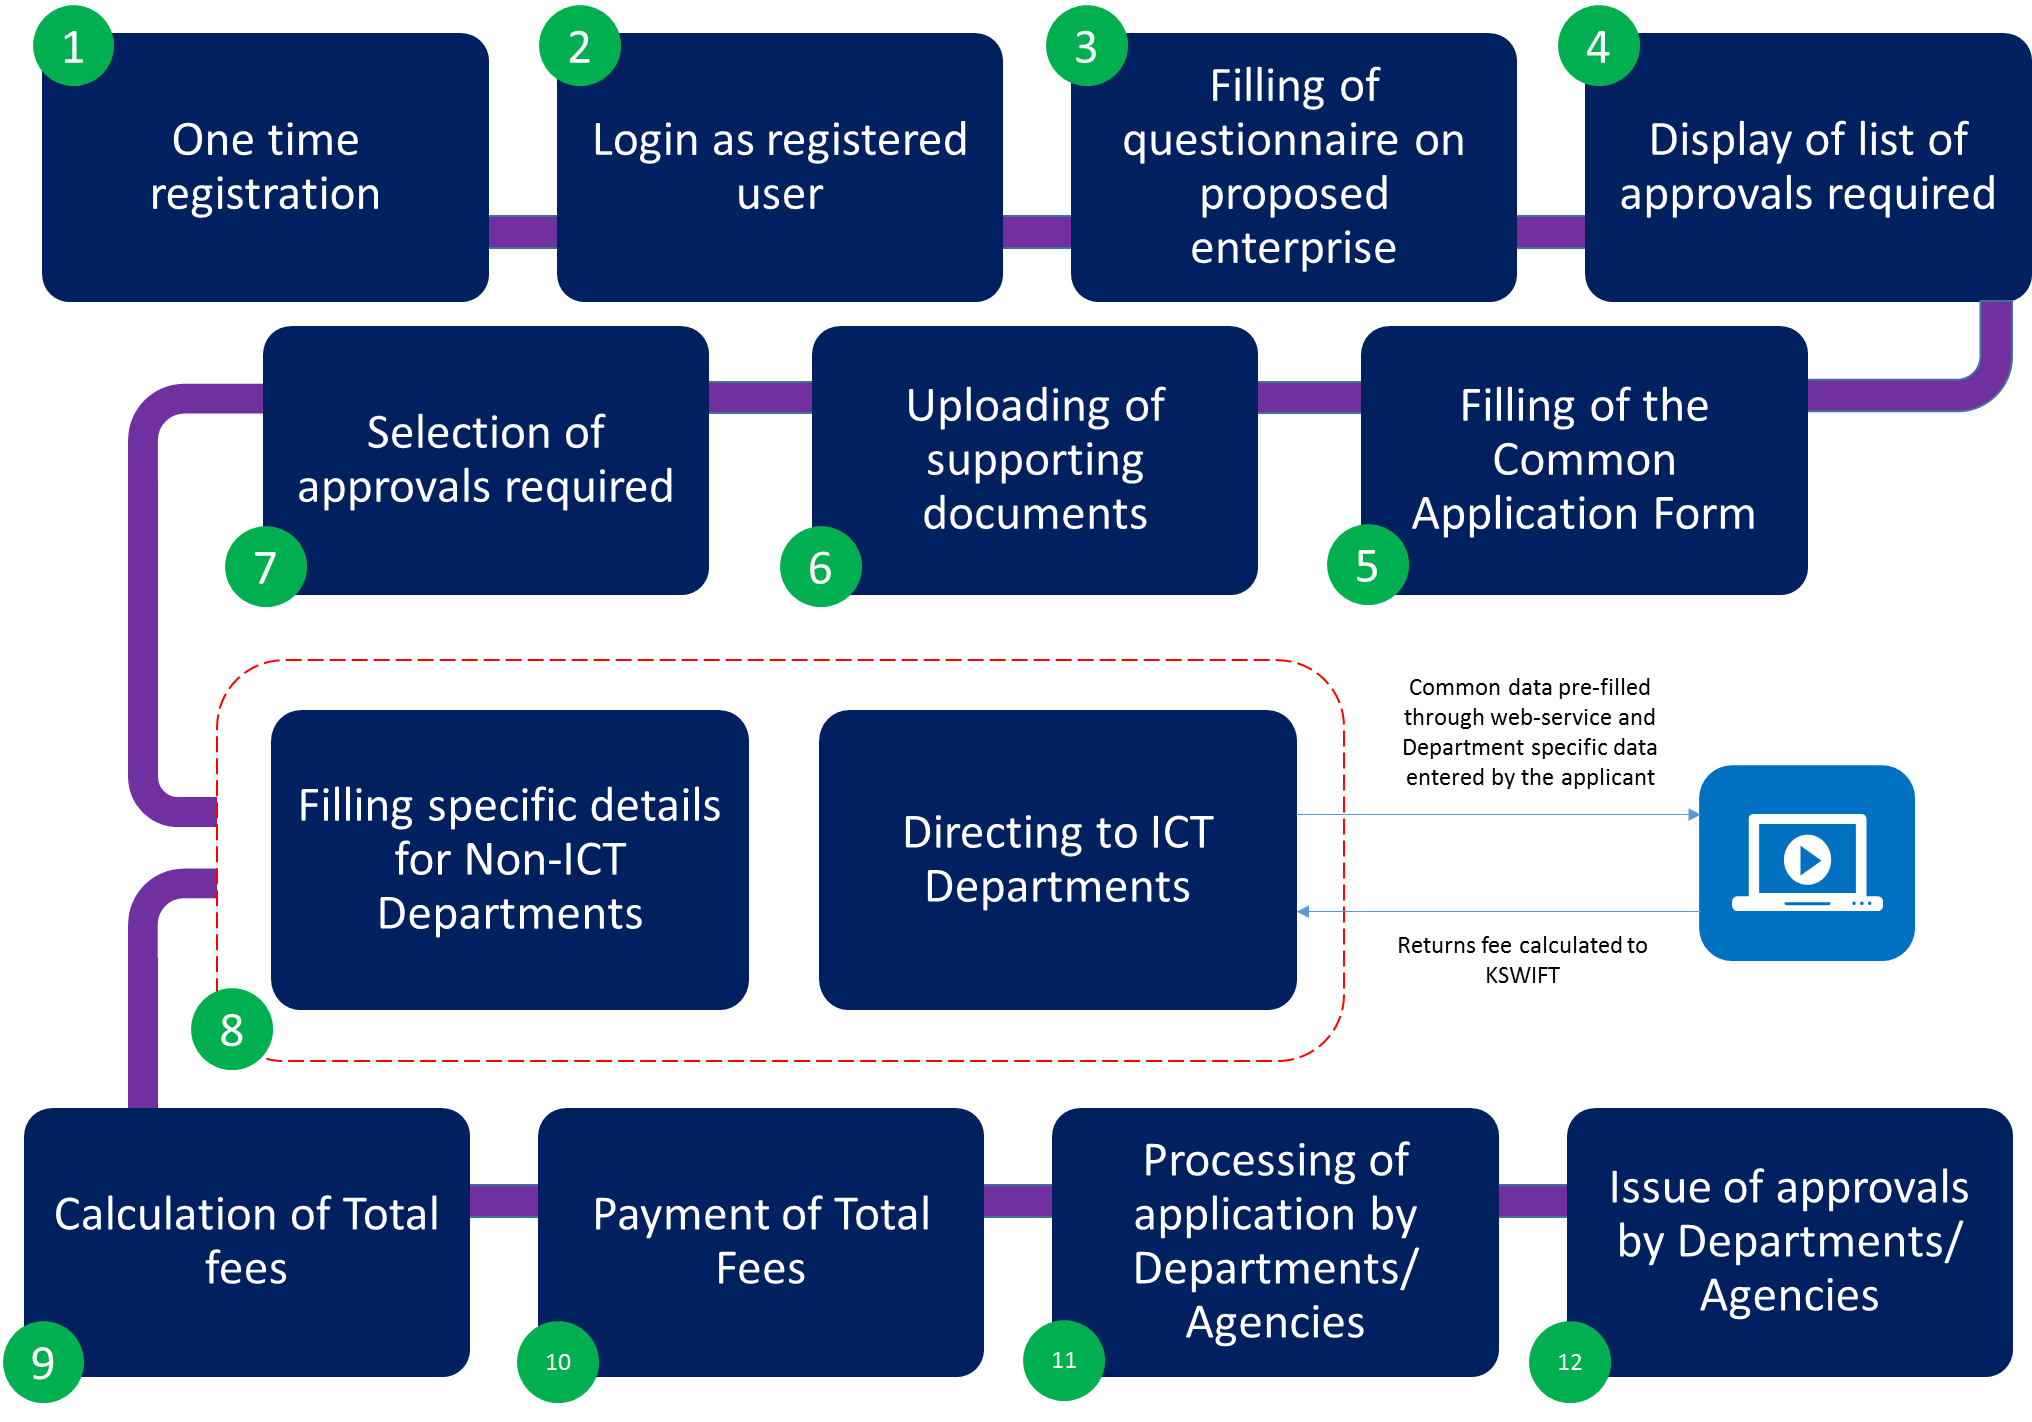 1
One time
registration
2
Login as registered
user
3
Filling of
questionnaire on
proposed
enterprise
4
Display of list of
approvals required
5
Filling of the
Common
Application Form
6
Uploading of
supporting
documents
7
Selection of
approvals required
8
Filling specific details
for Non-ICT
Departments
Directing to ICT
Departments
Common data pre-filled
through web-service and
Department specific data
entered by the applicant
Returns fee calculated to
KSWIFT
9
Calculation of Total
fees
10
Payment of Total
Fees
11
Processing of
application by
Departments/
Agencies
12
Issue of approvals
by Departments/
Agencies